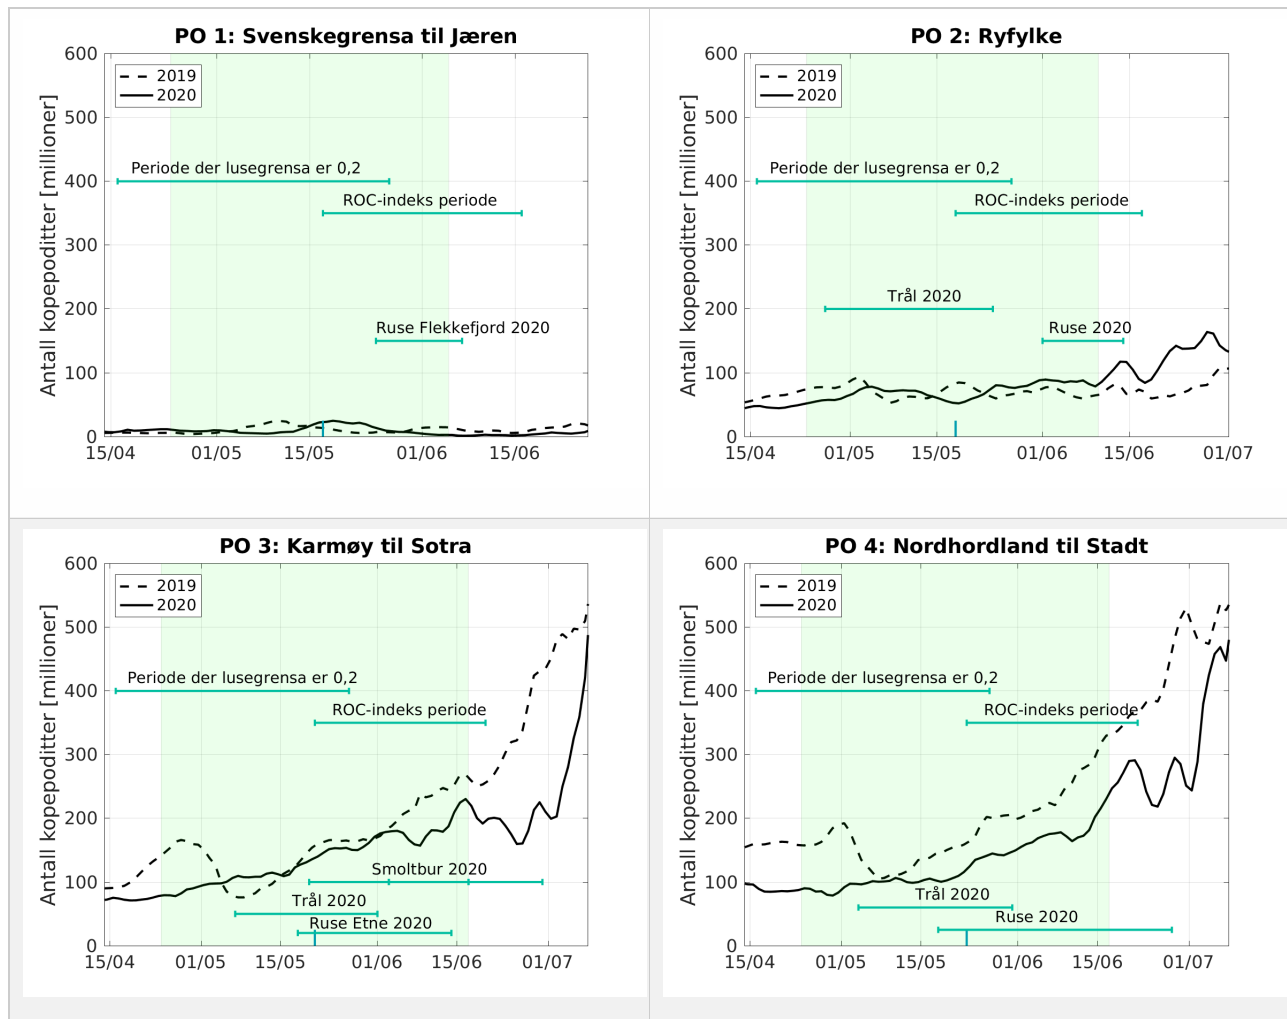 PO 1: Svenskegrensa til Jæren
600
500
400
300
200
100
0
Antall kopepoditter [millioner]
2019
2020
Periode der lusegrensa er 0,2
ROC-indeks periode
Ruse Flekkefjord 2020
15/04 01/05 15/05 01/06 15/06
PO 2: Ryfylke
600
500
400
300
200
100
0
Antall kopepoditter [millioner]
2019
2020
Periode der lusegrensa er 0,2
ROC-indeks periode
Trål 2020
Ruse 2020
15/04 01/05 15/05 01/06 15/06 01/07
PO 3: Karmøy til Sotra
600
500
400
300
200
100
0
Antall kopepoditter [millioner]
2019
2020
Periode der lusegrensa er 0,2
ROC-indeks periode
Smoltbur 2020
Trål 2020
Ruse Etne 2020
15/04 01/05 15/05 01/06 15/06 01/07
PO 4: Nordhordland til Stadt
600
500
400
300
200
100
0
Antall kopepoditter [millioner]
2019
2020
Periode der lusegrensa er 0,2
ROC-indeks periode
Trål 2020
Ruse 2020
15/04 01/05 15/05 01/06 15/06 01/07